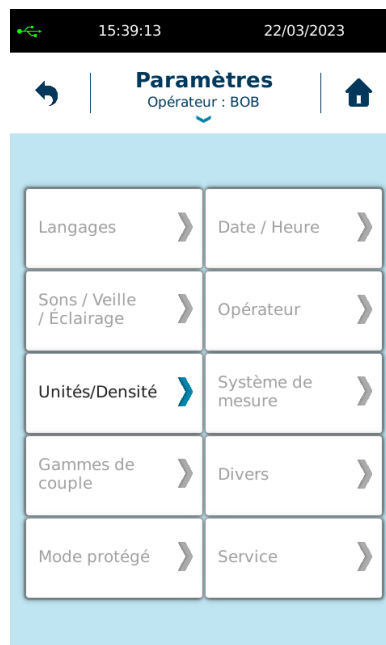 15:39:13 22/03/2023
Paramètres
Opérateur : BOB
Langages
Date / Heure
Sons / Veille
/ Éclairage
Opérateur
Unités/Densité
Système de
mesure
Gammes de
couple
Divers
Mode protégé
Service